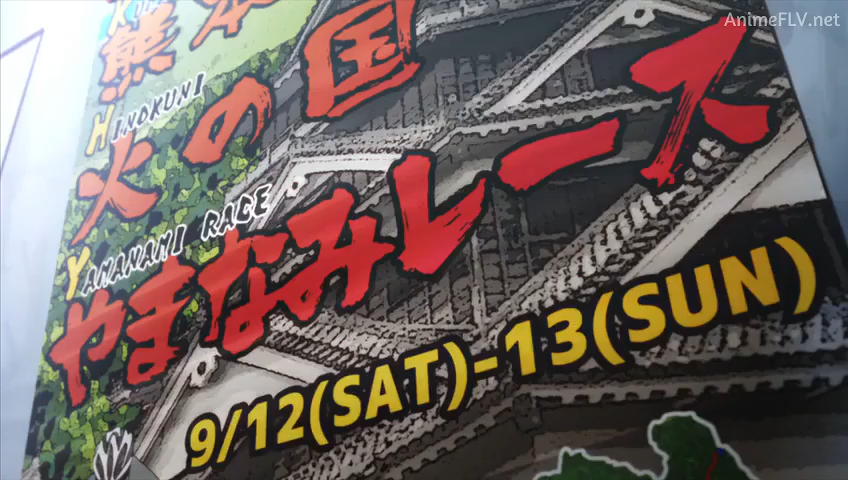 AnimeFLV.net
熊本
HINOKUNI
火の国
YAMANAMI RACE
やまなみレース
9/12(SAT)-13(SUN)